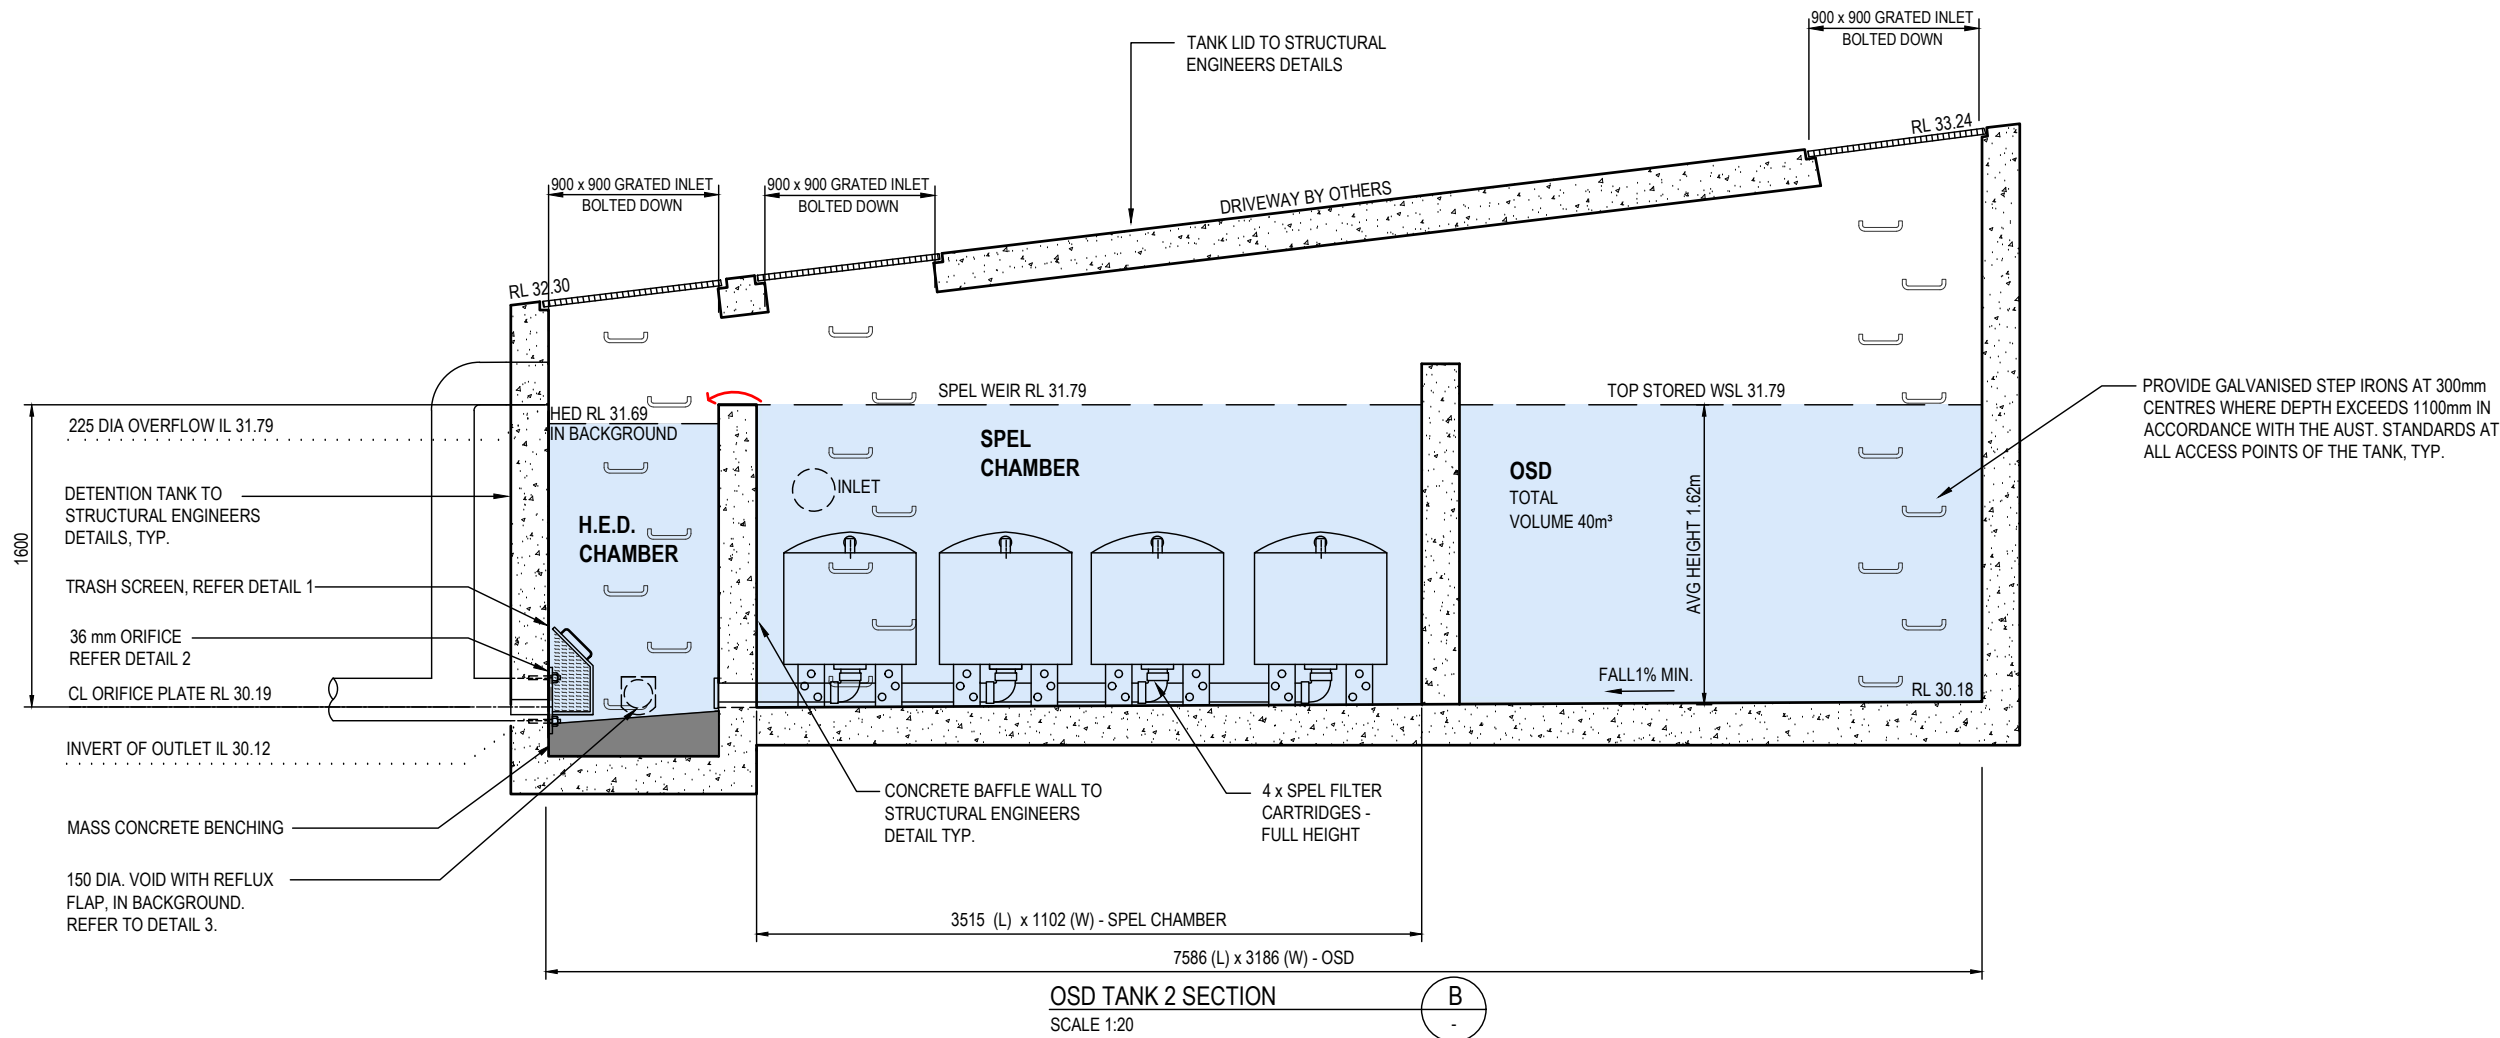 900 x 900 GRATED INLET
BOLTED DOWN
TANK LID TO STRUCTURAL
ENGINEERS DETAILS
RL 33.24
900 x 900 GRATED INLET
BOLTED DOWN
900 x 900 GRATED INLET
BOLTED DOWN
DRIVEWAY BY OTHERS
RL 32.30
SPEL WEIR RL 31.79
TOP STORED WSL 31.79
PROVIDE GALVANISED STEP IRONS AT 300mm
CENTRES WHERE DEPTH EXCEEDS 1100mm IN
ACCORDANCE WITH THE AUST. STANDARDS AT
ALL ACCESS POINTS OF THE TANK, TYP.
HED RL 31.69
IN BACKGROUND
225 DIA OVERFLOW IL 31.79
SPEL
CHAMBER
OSD
TOTAL
VOLUME 40m³
INLET
DETENTION TANK TO
STRUCTURAL ENGINEERS
DETAILS, TYP.
H.E.D.
CHAMBER
1600
AVG HEIGHT 1.62m
TRASH SCREEN, REFER DETAIL 1
36 mm ORIFICE
REFER DETAIL 2
CL ORIFICE PLATE RL 30.19
FALL1% MIN.
RL 30.18
INVERT OF OUTLET IL 30.12
CONCRETE BAFFLE WALL TO
STRUCTURAL ENGINEERS
DETAIL TYP.
4 x SPEL FILTER
CARTRIDGES -
FULL HEIGHT
MASS CONCRETE BENCHING
150 DIA. VOID WITH REFLUX
FLAP, IN BACKGROUND.
REFER TO DETAIL 3.
3515 (L) x 1102 (W) - SPEL CHAMBER
7586 (L) x 3186 (W) - OSD
OSD TANK 2 SECTION
SCALE 1:20
B
-